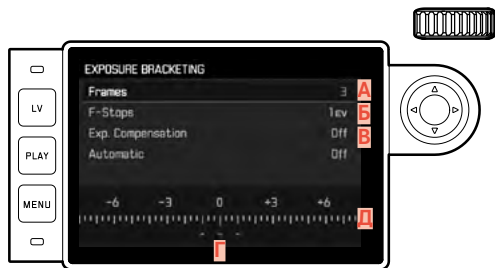 EXPOSURE BRACKETING
Frames 3 А
F-Stops 1EV Б
Exp. Compensation Off В
Automatic Off
LV
PLAY
MENU
-6 -3 0 +3 +6
Д
Г